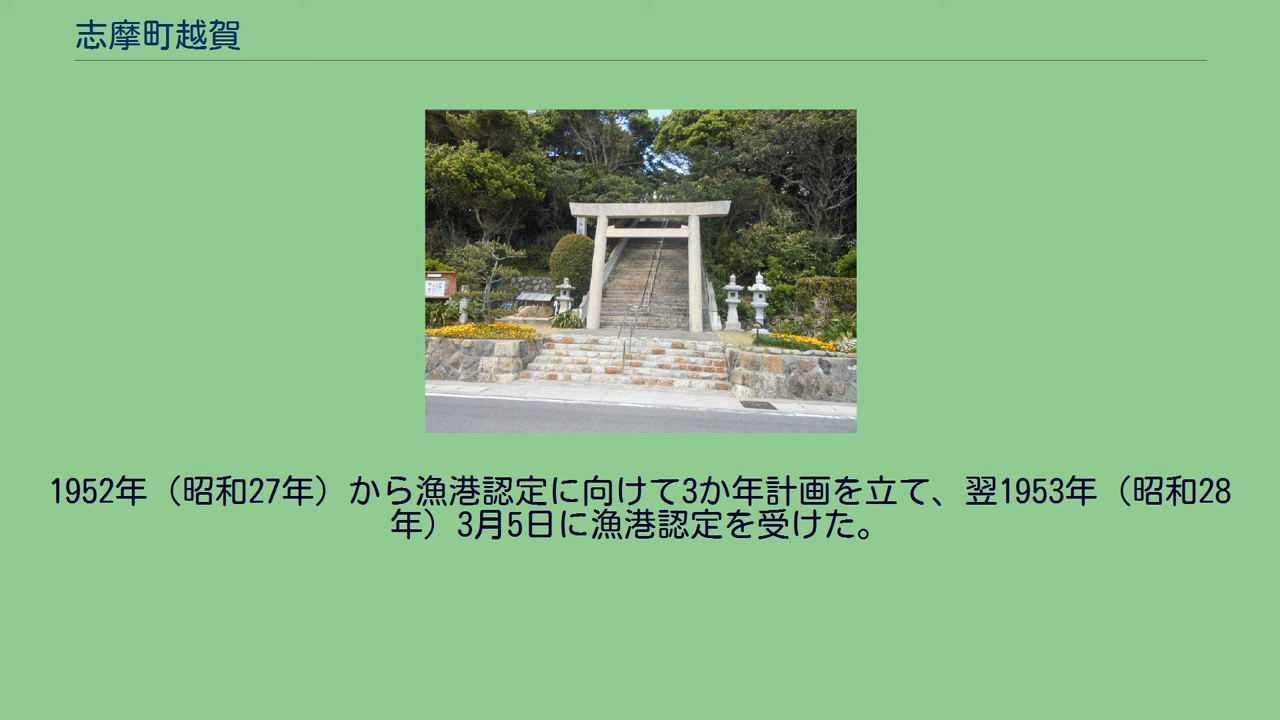 志摩町越賀
1952年（昭和27年）から漁港認定に向けて3か年計画を立て、翌1953年（昭和28
年）3月5日に漁港認定を受けた。